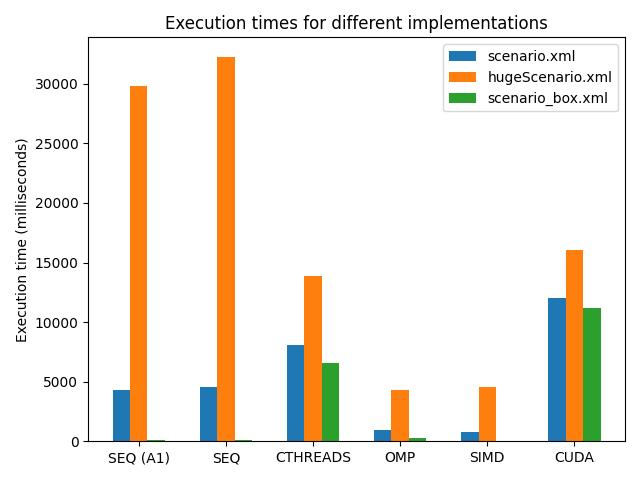 Execution times for different implementations
scenario.xml
hugeScenario.xml
scenario_box.xml
Execution time (milliseconds)
30000
25000
20000
15000
10000
5000
0
SEQ (A1) SEQ CTHREADS OMP SIMD CUDA